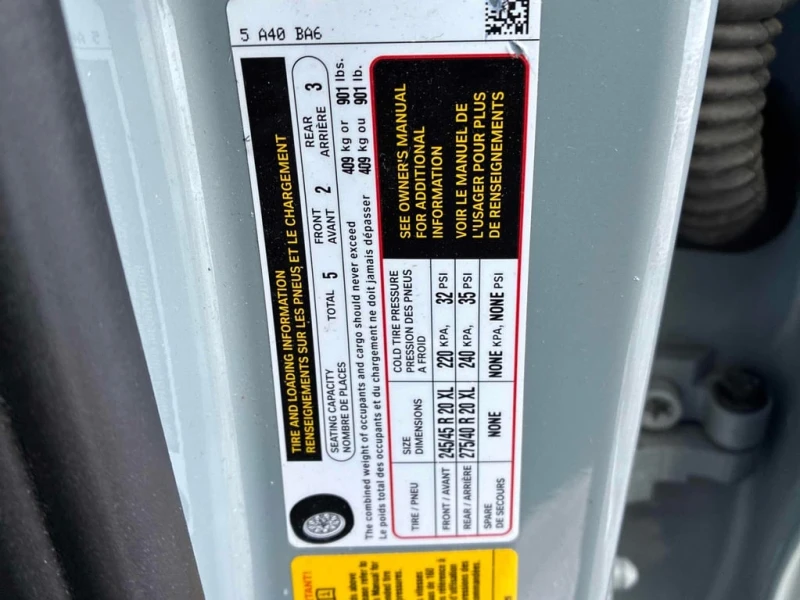 5 A40 BA6
TIRE AND LOADING INFORMATION
RENSEIGNEMENTS SUR LES PNEUS ET LE CHARGEMENT
SEATING CAPACITY
NOMBRE DE PLACES
TOTAL 5
FRONT
AVANT
2
REAR
ARRIÈRE
3
The combined weight of occupants and cargo should never exceed 409 kg or 901 lbs.
Le poids total des occupants et du chargement ne doit jamais dépasser 409 kg ou 901 lb.
TIRE / PNEU
SIZE
DIMENSIONS
COLD TIRE PRESSURE
PRESSION DES PNEUS
A FROID
FRONT / AVANT 245/45 R 20 XL 220 KPA, 32 PSI
REAR / ARRIÈRE 275/40 R 20 XL 240 KPA, 35 PSI
SPARE
DE SECOURS
NONE NONE KPA, NONE PSI
SEE OWNER'S MANUAL
FOR ADDITIONAL
INFORMATION
VOIR LE MANUEL DE
L'USAGER POUR PLUS
DE RENSEIGNEMENTS